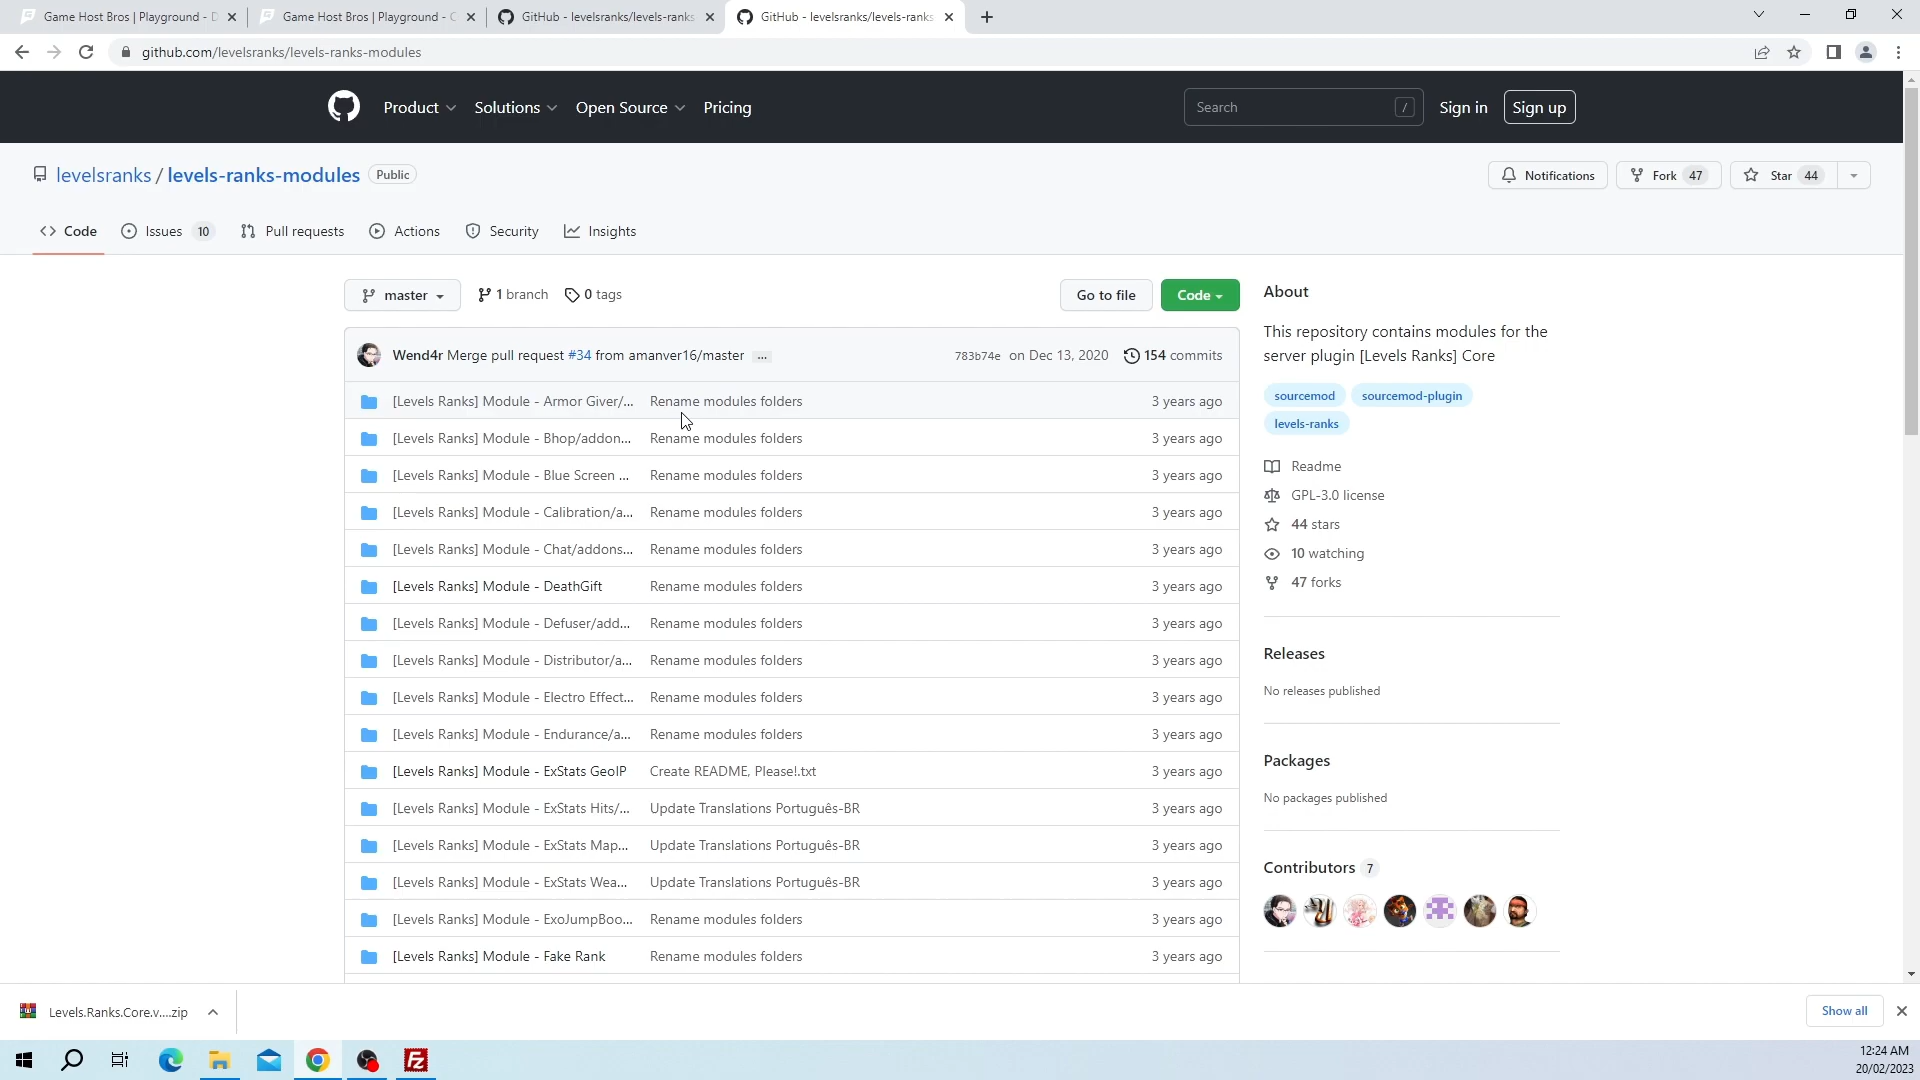 Game Host Bros | Playground - D
Game Host Bros | Playground - C
GitHub - levelsranks/levels-ranks
GitHub - levelsranks/levels-ranks
github.com/levelsranks/levels-ranks-modules
Product Solutions Open Source Pricing
Search /
Sign in Sign up
levelsranks / levels-ranks-modules Public
Notifications Fork 47 Star 44
Code Issues 10 Pull requests Actions Security Insights
master 1 branch 0 tags Go to file Code
Wend4r Merge pull request #34 from amanver16/master ... 783b74e on Dec 13, 2020 154 commits
[Levels Ranks] Module - Armor Giver/... Rename modules folders 3 years ago
[Levels Ranks] Module - Bhop/addon... Rename modules folders 3 years ago
[Levels Ranks] Module - Blue Screen ... Rename modules folders 3 years ago
[Levels Ranks] Module - Calibration/a... Rename modules folders 3 years ago
[Levels Ranks] Module - Chat/addons... Rename modules folders 3 years ago
[Levels Ranks] Module - DeathGift Rename modules folders 3 years ago
[Levels Ranks] Module - Defuser/add... Rename modules folders 3 years ago
[Levels Ranks] Module - Distributor/a... Rename modules folders 3 years ago
[Levels Ranks] Module - Electro Effect... Rename modules folders 3 years ago
[Levels Ranks] Module - Endurance/a... Rename modules folders 3 years ago
[Levels Ranks] Module - ExStats GeoIP Create README, Please!.txt 3 years ago
[Levels Ranks] Module - ExStats Hits/... Update Translations Português-BR 3 years ago
[Levels Ranks] Module - ExStats Map... Update Translations Português-BR 3 years ago
[Levels Ranks] Module - ExStats Wea... Update Translations Português-BR 3 years ago
[Levels Ranks] Module - ExoJumpBoo... Rename modules folders 3 years ago
[Levels Ranks] Module - Fake Rank Rename modules folders 3 years ago
About
This repository contains modules for the
server plugin [Levels Ranks] Core
sourcemod sourcemod-plugin
levels-ranks
Readme
GPL-3.0 license
44 stars
10 watching
47 forks
Releases
No releases published
Packages
No packages published
Contributors 7
Levels.Ranks.Core.v....zip
Show all
12:24 AM
20/02/2023